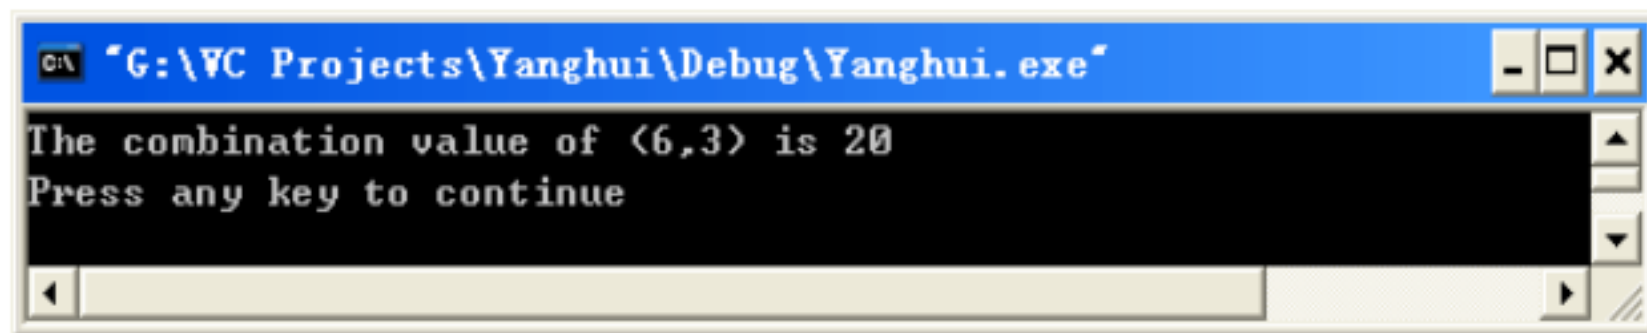 C:\ "G:\VC Projects\Yanghui\Debug\Yanghui.exe"
The combination value of (6,3) is 20
Press any key to continue